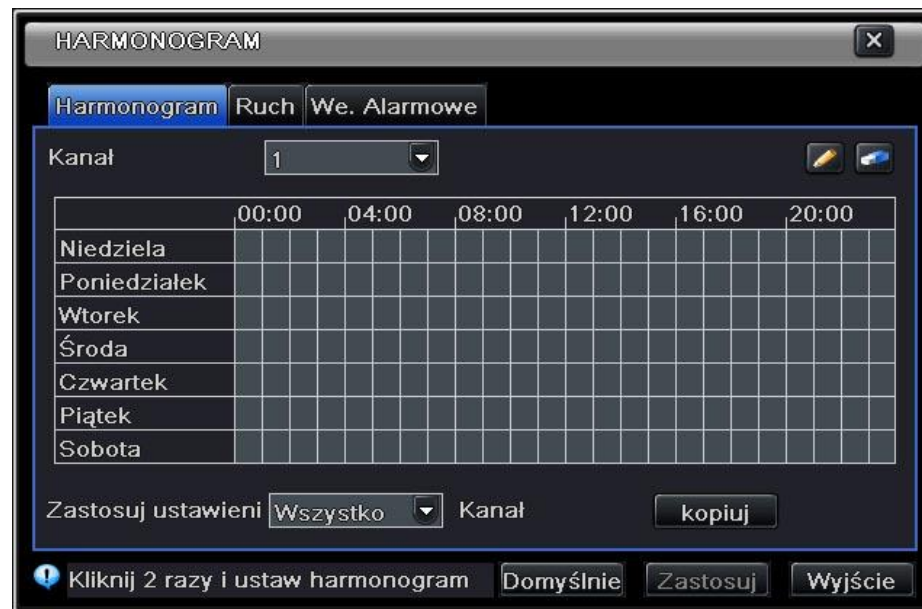 HARMONOGRAM
Harmonogram Ruch We. Alarmowe
Kanał 1
00:00 04:00 08:00 12:00 16:00 20:00
Niedziela
Poniedziałek
Wtorek
Środa
Czwartek
Piątek
Sobota
Zastosuj ustawieni Wszystko Kanał kopiuj
Kliknij 2 razy i ustaw harmonogram Domyślnie Zastosuj Wyjście